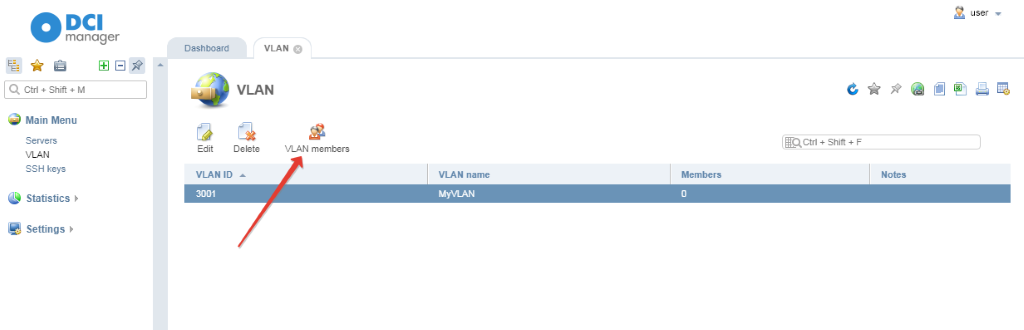 user
DCI
manager
Dashboard
VLAN
Ctrl + Shift + M
VLAN
Main Menu
Servers
VLAN
SSH keys
Statistics
Settings
Edit
Delete
VLAN members
Ctrl + Shift + F
VLAN ID
VLAN name
Members
Notes
3001
MyVLAN
0